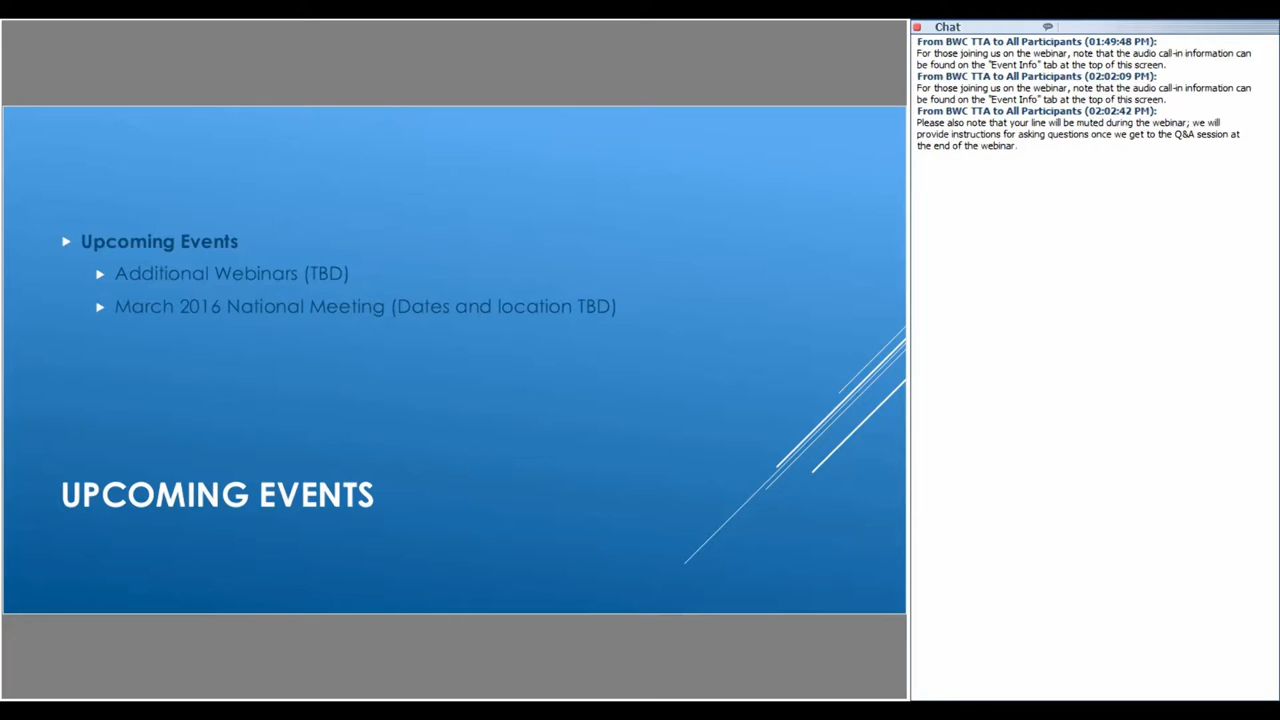 Upcoming Events
Additional Webinars (TBD)
March 2016 National Meeting (Dates and location TBD)
UPCOMING EVENTS
Chat
From BWC TTA to All Participants (01:49:48 PM):
For those joining us on the webinar, note that the audio call-in information can
be found on the "Event Info" tab at the top of this screen.
From BWC TTA to All Participants (02:02:09 PM):
For those joining us on the webinar, note that the audio call-in information can
be found on the "Event Info" tab at the top of this screen.
From BWC TTA to All Participants (02:02:42 PM):
Please also note that your line will be muted during the webinar; we will
provide instructions for asking questions once we get to the Q&A session at
the end of the webinar.